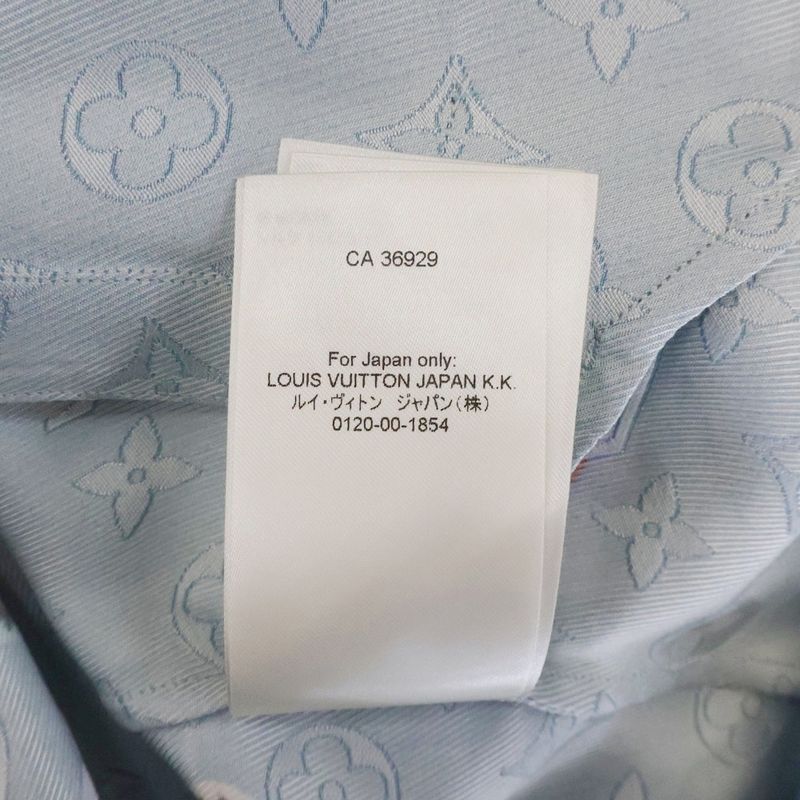 CA 36929
For Japan only:
LOUIS VUITTON JAPAN K.K.
ルイ・ヴィトン　ジャパン(株)
0120-00-1854